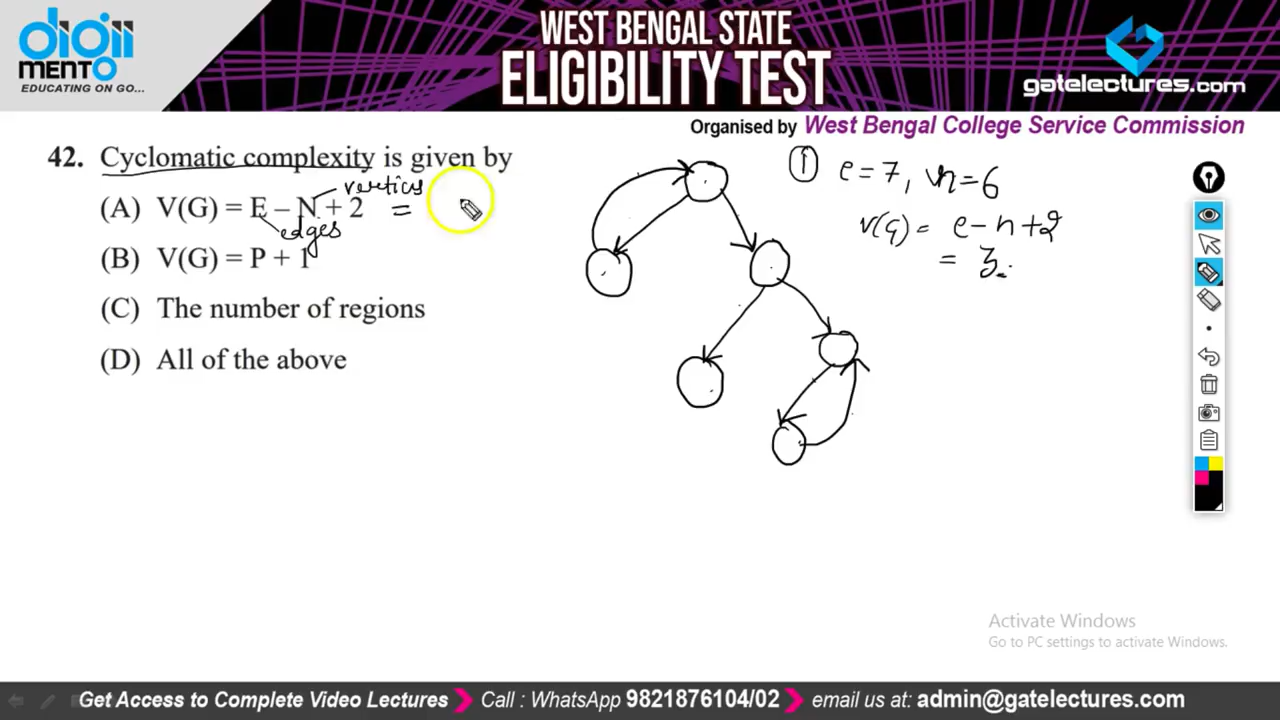 digii
MENTO
EDUCATING ON GO...
WEST BENGAL STATE
ELIGIBILITY TEST
gatelectures.com
Organised by West Bengal College Service Commission
42. Cyclomatic complexity is given by
vertices
(A) V(G) = E – N + 2 =
edges
(B) V(G) = P + 1
(C) The number of regions
(D) All of the above
① e = 7, n = 6
V(G) = e - n + 2
= 3
Activate Windows
Go to PC settings to activate Windows.
Get Access to Complete Video Lectures
Call : WhatsApp 9821876104/02
email us at: admin@gatelectures.com